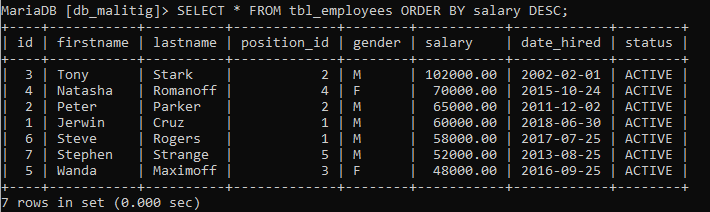 MariaDB [db_malitig]> SELECT * FROM tbl_employees ORDER BY salary DESC;
+----+-----------+-----------+-------------+--------+-----------+------------+--------+
| id | firstname | lastname  | position_id | gender | salary    | date_hired | status |
+----+-----------+-----------+-------------+--------+-----------+------------+--------+
|  3 | Tony      | Stark     |           2 | M      | 102000.00 | 2002-02-01 | ACTIVE |
|  4 | Natasha   | Romanoff  |           4 | F      |  70000.00 | 2015-10-24 | ACTIVE |
|  2 | Peter     | Parker    |           2 | M      |  65000.00 | 2011-12-02 | ACTIVE |
|  1 | Jerwin    | Cruz      |           1 | M      |  60000.00 | 2018-06-30 | ACTIVE |
|  6 | Steve     | Rogers    |           1 | M      |  58000.00 | 2017-07-25 | ACTIVE |
|  7 | Stephen   | Strange   |           5 | M      |  52000.00 | 2013-08-25 | ACTIVE |
|  5 | Wanda     | Maximoff  |           3 | F      |  48000.00 | 2016-09-25 | ACTIVE |
+----+-----------+-----------+-------------+--------+-----------+------------+--------+
7 rows in set (0.000 sec)